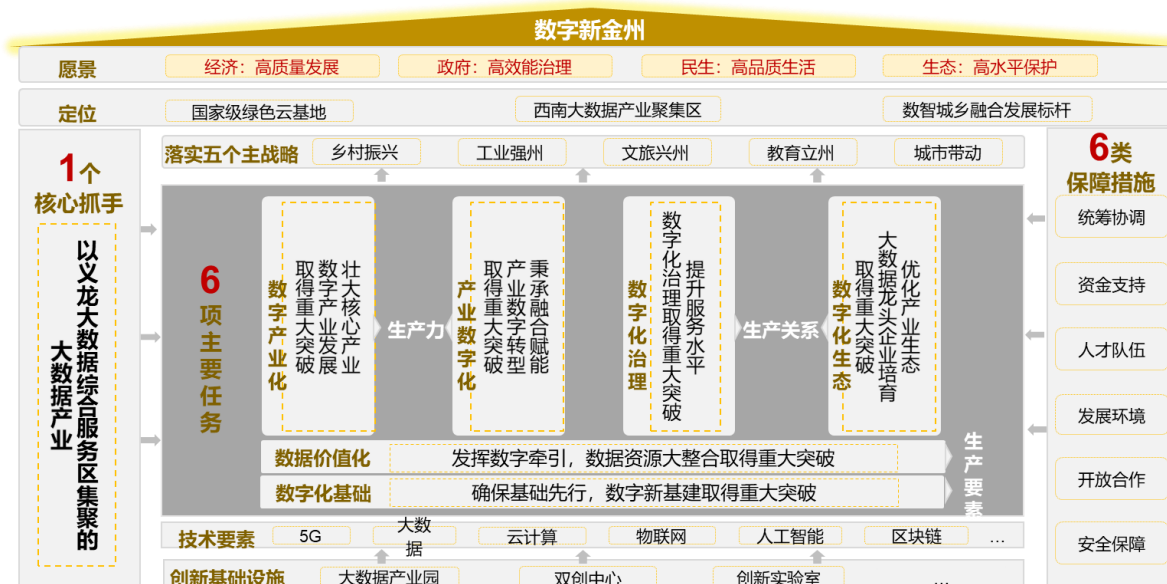 数字新金州
愿景
经济：高质量发展
政府：高效能治理
民生：高品质生活
生态：高水平保护
定位
国家级绿色云基地
西南大数据产业聚集区
数智城乡融合发展标杆
1个
核心抓手
以义龙大数据综合服务区集聚的
大数据产业
落实五个主战略
乡村振兴
工业强州
文旅兴州
教育立州
城市带动
6
项主要任务
数字产业化
壮大核心产业
数字产业发展
取得重大突破
生产力
产业数字化
秉承融合赋能
产业数字转型
取得重大突破
数字化治理
提升服务水平
数字化治理取得重大突破
生产关系
数字化生态
优化产业生态
大数据龙头企业培育
取得重大突破
数据价值化
发挥数字牵引，数据资源大整合取得重大突破
数字化基础
确保基础先行，数字新基建取得重大突破
生产要素
技术要素
5G
大数
据
云计算
物联网
人工智能
区块链
...
创新基础设施
大数据产业园
双创中心
创新实验室
...
6类
保障措施
统筹协调
资金支持
人才队伍
发展环境
开放合作
安全保障